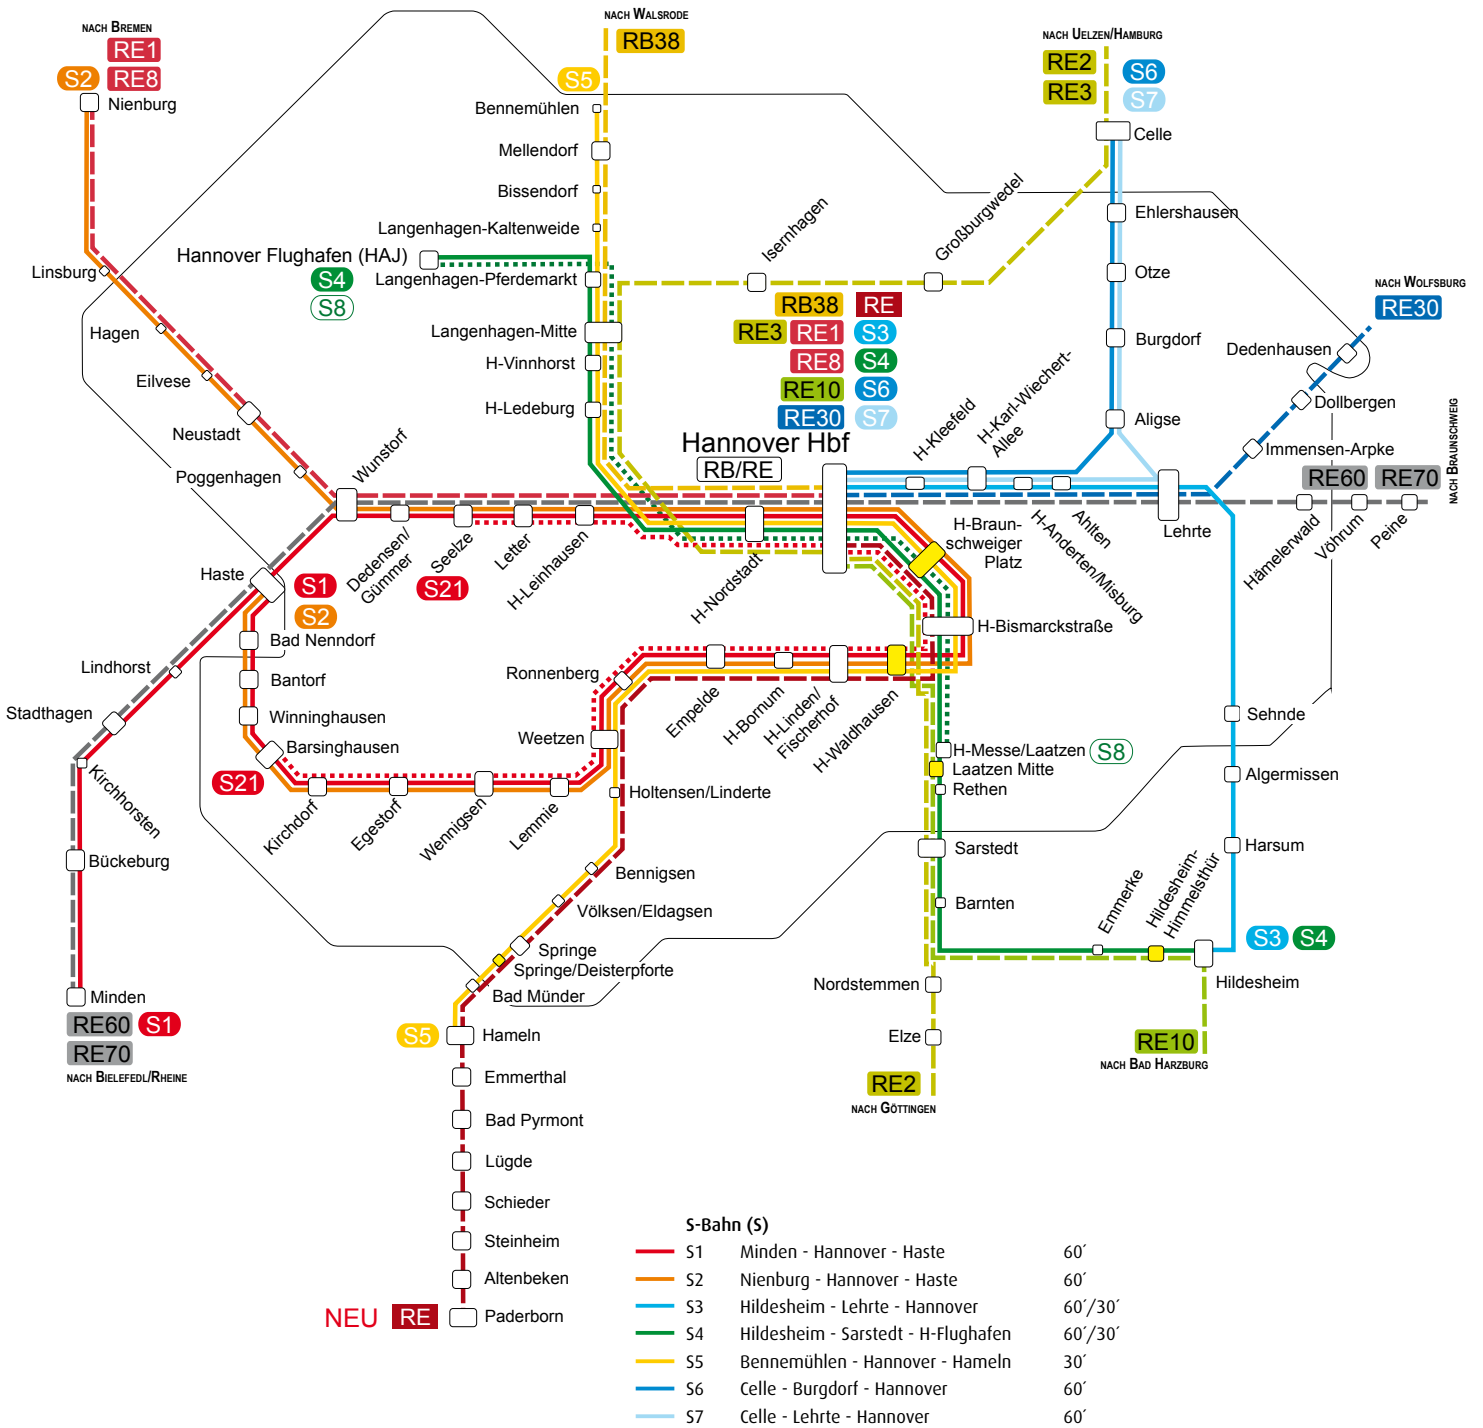 NACH BREMEN
RE1
S2 RE8
Nienburg
NACH WALSRODE
RB38
S5
Bennemühlen
Mellendorf
Bissendorf
Langenhagen-Kaltenweide
Hannover Flughafen (HAJ)
S4
S8
Langenhagen-Pferdemarkt
Langenhagen-Mitte
H-Vinnhorst
H-Ledeburg
NACH UELZEN/HAMBURG
RE2
S6
RE3
S7
Celle
Ehlershausen
Otze
Burgdorf
Aligse
Isernhagen
Großburgwedel
NACH WOLFSBURG
RE30
Dedenhausen
Dollbergen
Immensen-Arpke
RE60 RE70
NACH BRAUNSCHWEIG
Linsburg
Hagen
Eilvese
Neustadt
Poggenhagen
Wunstorf
RB38 RE
RE3 RE1 S3
RE8 S4
RE10 S6
RE30 S7
Hannover Hbf
RB/RE
H-Kleefeld
H-Karl-Wiechert-
Allee
H-Anderten/Misburg
Ahlten
Lehrte
Hämelerwald
Vöhrum
Peine
Haste
S1
S2
Dedensen/
Gümmer
Seelze
S21
Letter
H-Leinhausen
H-Nordstadt
H-Braun-
schweiger
Platz
H-Bismarckstraße
Bad Nenndorf
Bantorf
Winninghausen
Barsinghausen
S21
Kirchdorf
Egestorf
Wennigsen
Lemmie
Weetzen
Ronnenberg
Empelde
H-Bornum
H-Linden/
Fischerhof
H-Waldhausen
Lindhorst
Stadthagen
Kirchhorsten
Bückeburg
Minden
RE60 S1
RE70
NACH BIELEFEDL/RHEINE
Holtensen/Linderte
Bennigsen
Völksen/Eldagsen
Springe
Springe/Deisterpforte
Bad Münder
S5
Hameln
Emmerthal
Bad Pyrmont
Lügde
Schieder
Steinheim
Altenbeken
NEU RE Paderborn
H-Messe/Laatzen S8
Laatzen Mitte
Rethen
Sarstedt
Barnten
Nordstemmen
Elze
RE2
NACH GÖTTINGEN
Emmerke
Hildesheim-
Himmelsthür
Sehnde
Algermissen
Harsum
S3 S4
Hildesheim
RE10
NACH BAD HARZBURG
S-Bahn (S)
S1 Minden - Hannover - Haste 60´
S2 Nienburg - Hannover - Haste 60´
S3 Hildesheim - Lehrte - Hannover 60´/30´
S4 Hildesheim - Sarstedt - H-Flughafen 60´/30´
S5 Bennemühlen - Hannover - Hameln 30´
S6 Celle - Burgdorf - Hannover 60´
S7 Celle - Lehrte - Hannover 60´